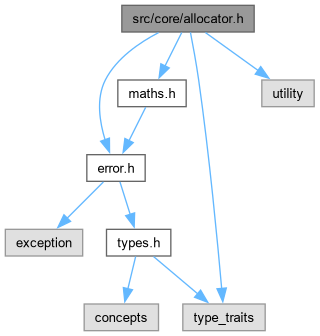 src/core/allocator.h
maths.h
utility
error.h
exception
types.h
concepts
type_traits